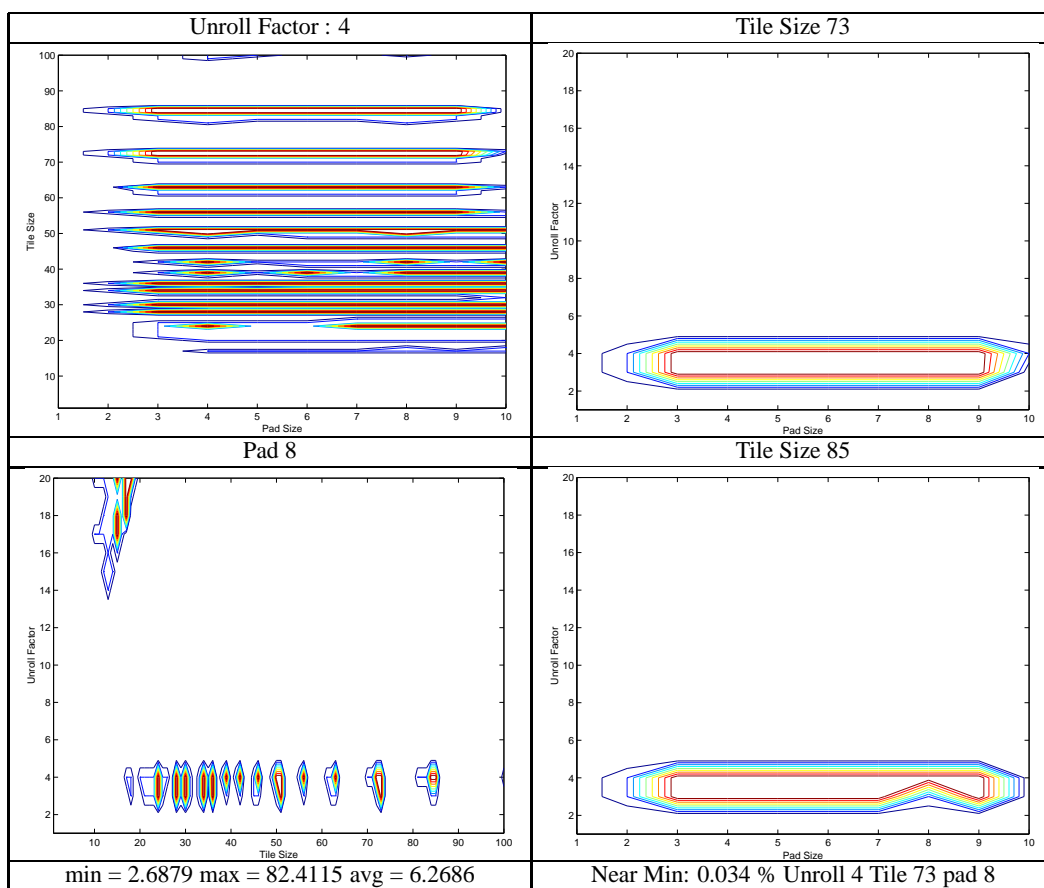 Unroll Factor : 4
Tile Size 73
100
90
80
70
60
50
40
30
20
10
Tile Size
1 2 3 4 5 6 7 8 9 10
Pad Size
20
18
16
14
12
10
8
6
4
2
Unroll Factor
1 2 3 4 5 6 7 8 9 10
Pad Size
Pad 8
Tile Size 85
20
18
16
14
12
10
8
6
4
2
Unroll Factor
10 20 30 40 50 60 70 80 90 100
Tile Size
20
18
16
14
12
10
8
6
4
2
Unroll Factor
1 2 3 4 5 6 7 8 9 10
Pad Size
min = 2.6879 max = 82.4115 avg = 6.2686
Near Min: 0.034 % Unroll 4 Tile 73 pad 8